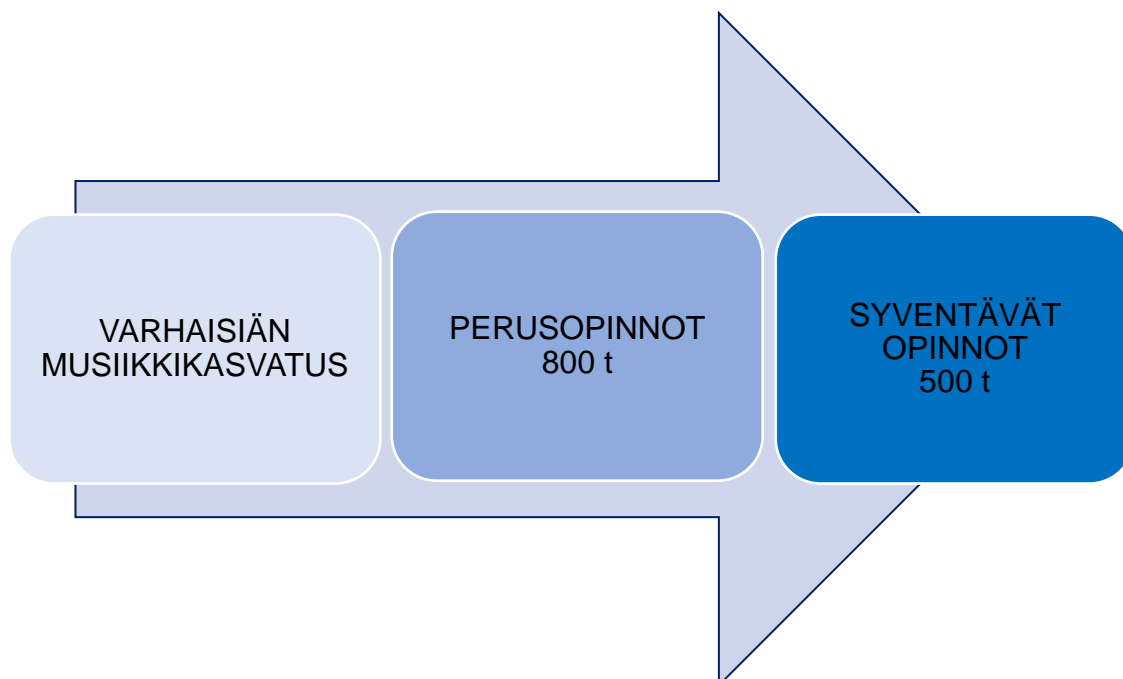 VARHAISIÄN
MUSIIKKIKASVATUS
PERUSOPINNOT
800 t
SYVENTÄVÄT
OPINNOT
500 t